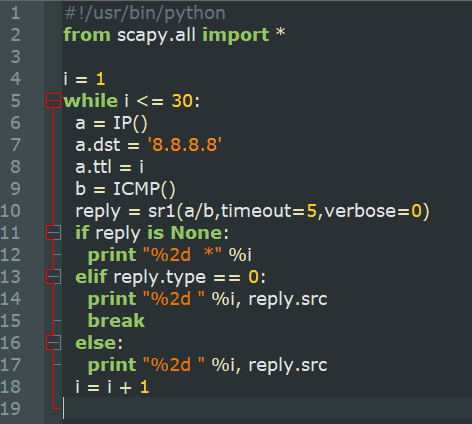 1 #!/usr/bin/python
2 from scapy.all import *
3
4 i = 1
5 while i <= 30:
6   a = IP()
7   a.dst = '8.8.8.8'
8   a.ttl = i
9   b = ICMP()
10   reply = sr1(a/b,timeout=5,verbose=0)
11   if reply is None:
12     print "%2d  *" %i
13   elif reply.type == 0:
14     print "%2d " %i, reply.src
15     break
16   else:
17     print "%2d " %i, reply.src
18   i = i + 1
19